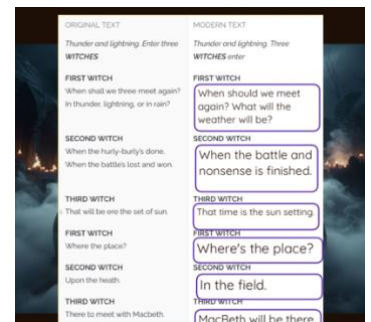 ORIGINAL TEXT
Thunder and lightning. Enter three
WITCHES
FIRST WITCH
When shall we three meet again?
In thunder, lightning, or in rain?
SECOND WITCH
When the hurly-burly's done,
When the battle's lost and won.
THIRD WITCH
That will be ere the set of sun.
FIRST WITCH
Where the place?
SECOND WITCH
Upon the heath.
THIRD WITCH
There to meet with Macbeth.
MODERN TEXT
Thunder and lightning. Three
WITCHES enter
FIRST WITCH
When should we meet
again? What will the
weather will be?
SECOND WITCH
When the battle and
nonsense is finished.
THIRD WITCH
That time is the sun setting.
FIRST WITCH
Where's the place?
SECOND WITCH
In the field.
THIRD WITCH
MacBeth will be there